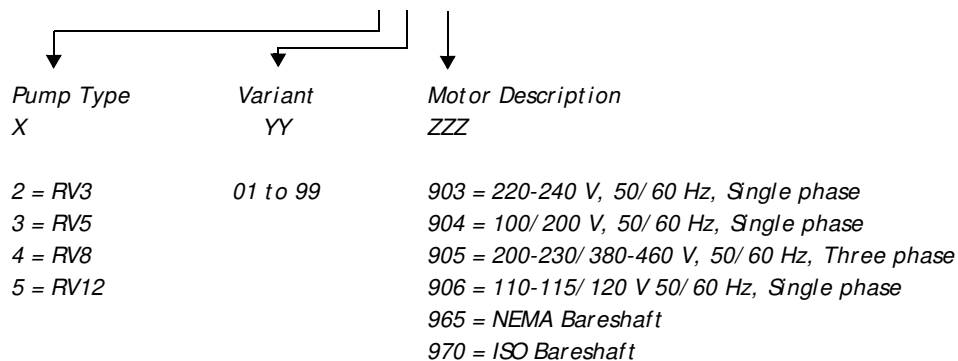 Pump Type Variant Motor Description
X YY ZZZ
2 = RV3 01 to 99 903 = 220-240 V, 50/60 Hz, Single phase
3 = RV5 904 = 100/200 V, 50/60 Hz, Single phase
4 = RV8 905 = 200-230/380-460 V, 50/60 Hz, Three phase
5 = RV12 906 = 110-115/120 V 50/60 Hz, Single phase
965 = NEMA Bareshaft
970 = ISO Bareshaft